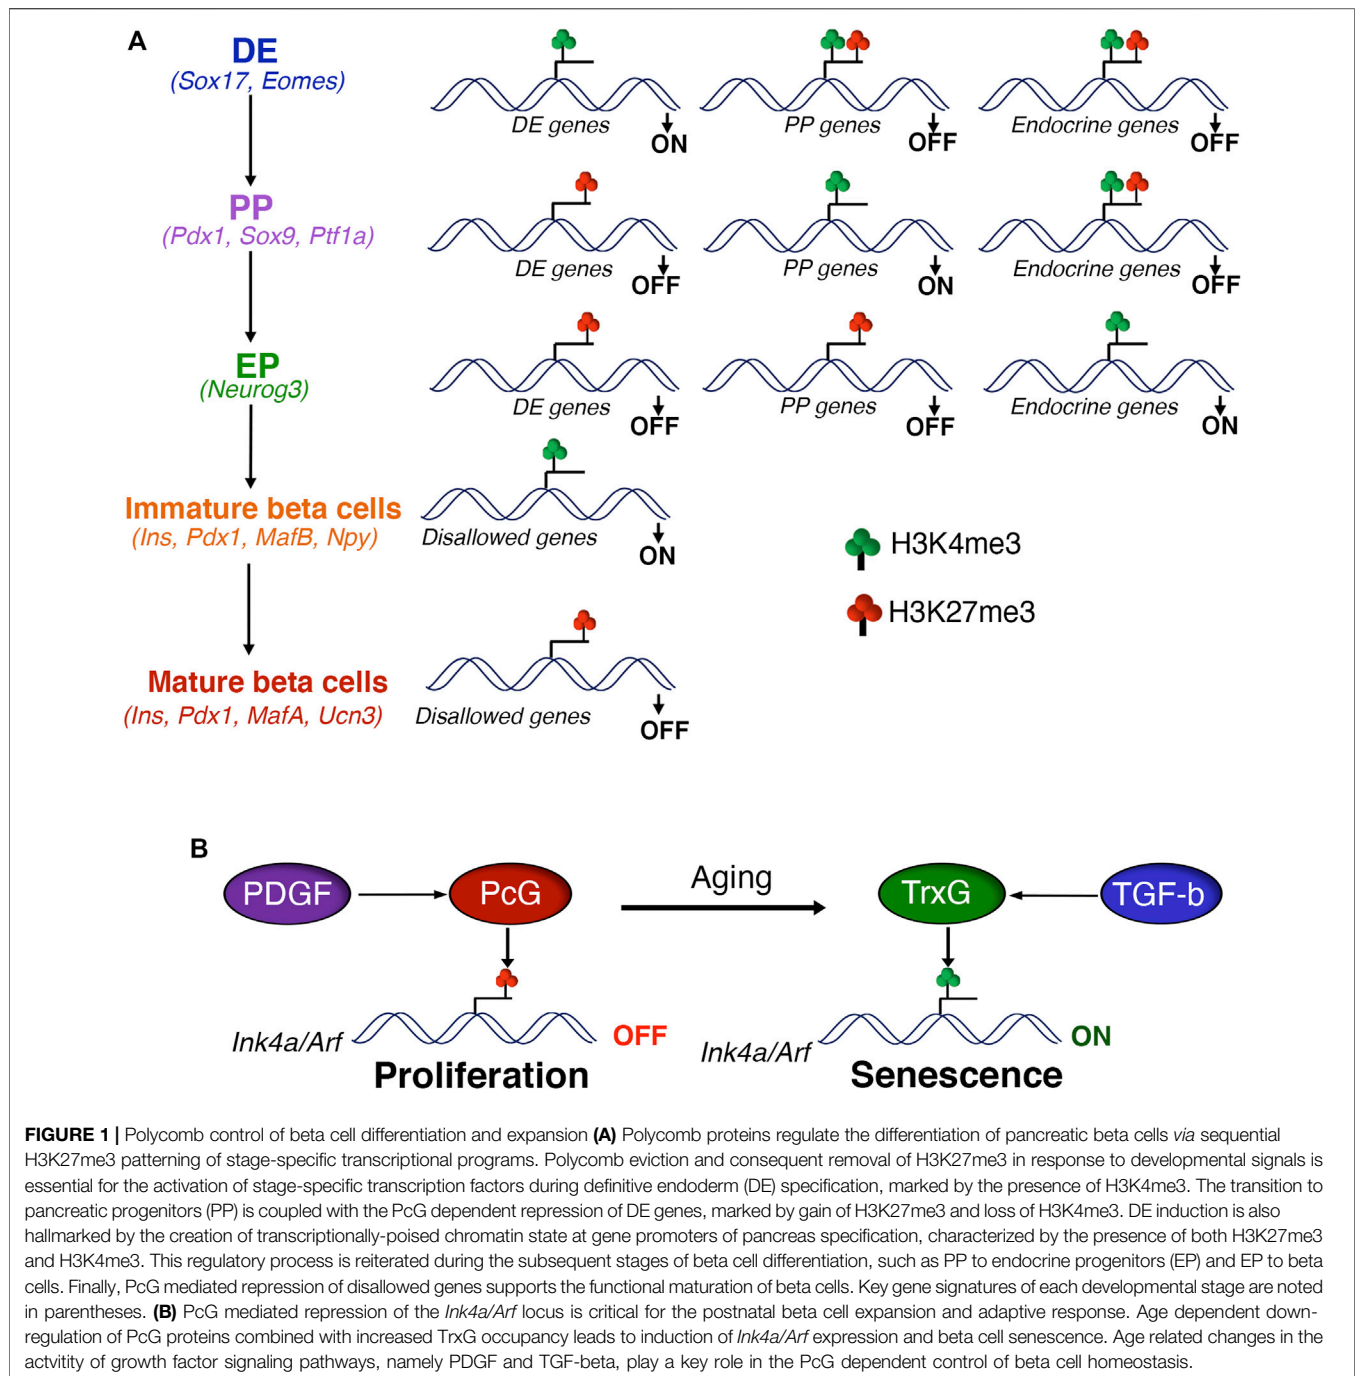 A
DE
(Sox17, Eomes)
DE genes
ON
PP genes
OFF
Endocrine genes
OFF
PP
(Pdx1, Sox9, Ptf1a)
DE genes
OFF
PP genes
ON
Endocrine genes
OFF
EP
(Neurog3)
DE genes
OFF
PP genes
OFF
Endocrine genes
ON
Immature beta cells
(Ins, Pdx1, MafB, Npy)
Disallowed genes
ON
H3K4me3
H3K27me3
Mature beta cells
(Ins, Pdx1, MafA, Ucn3)
Disallowed genes
OFF
B
PDGF
PcG
Aging
TrxG
TGF-b
Ink4a/Arf
OFF
Proliferation
Ink4a/Arf
ON
Senescence
FIGURE 1 | Polycomb control of beta cell differentiation and expansion (A) Polycomb proteins regulate the differentiation of pancreatic beta cells via sequential
H3K27me3 patterning of stage-specific transcriptional programs. Polycomb eviction and consequent removal of H3K27me3 in response to developmental signals is
essential for the activation of stage-specific transcription factors during definitive endoderm (DE) specification, marked by the presence of H3K4me3. The transition to
pancreatic progenitors (PP) is coupled with the PcG dependent repression of DE genes, marked by gain of H3K27me3 and loss of H3K4me3. DE induction is also
hallmarked by the creation of transcriptionally-poised chromatin state at gene promoters of pancreas specification, characterized by the presence of both H3K27me3
and H3K4me3. This regulatory process is reiterated during the subsequent stages of beta cell differentiation, such as PP to endocrine progenitors (EP) and EP to beta
cells. Finally, PcG mediated repression of disallowed genes supports the functional maturation of beta cells. Key gene signatures of each developmental stage are noted
in parentheses. (B) PcG mediated repression of the Ink4a/Arf locus is critical for the postnatal beta cell expansion and adaptive response. Age dependent down-
regulation of PcG proteins combined with increased TrxG occupancy leads to induction of Ink4a/Arf expression and beta cell senescence. Age related changes in the
actvitity of growth factor signaling pathways, namely PDGF and TGF-beta, play a key role in the PcG dependent control of beta cell homeostasis.